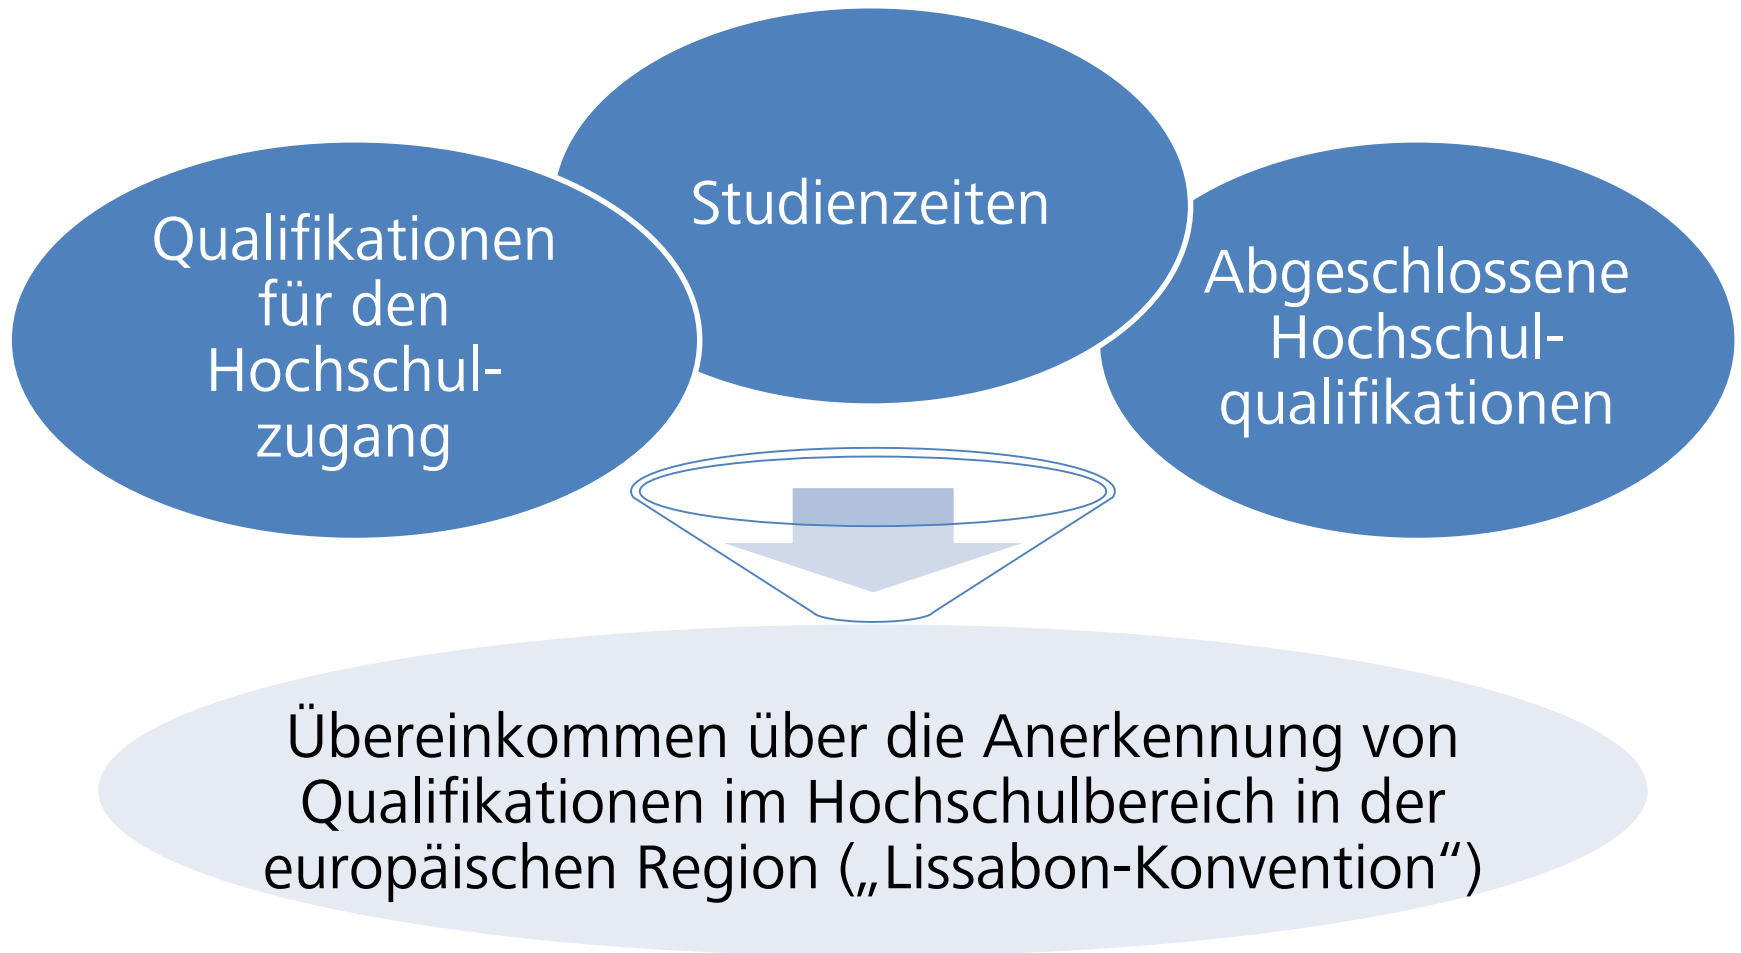 Qualifikationen
für den
Hochschul-
zugang
Studienzeiten
Abgeschlossene
Hochschul-
qualifikationen
Übereinkommen über die Anerkennung von
Qualifikationen im Hochschulbereich in der
europäischen Region („Lissabon-Konvention“)